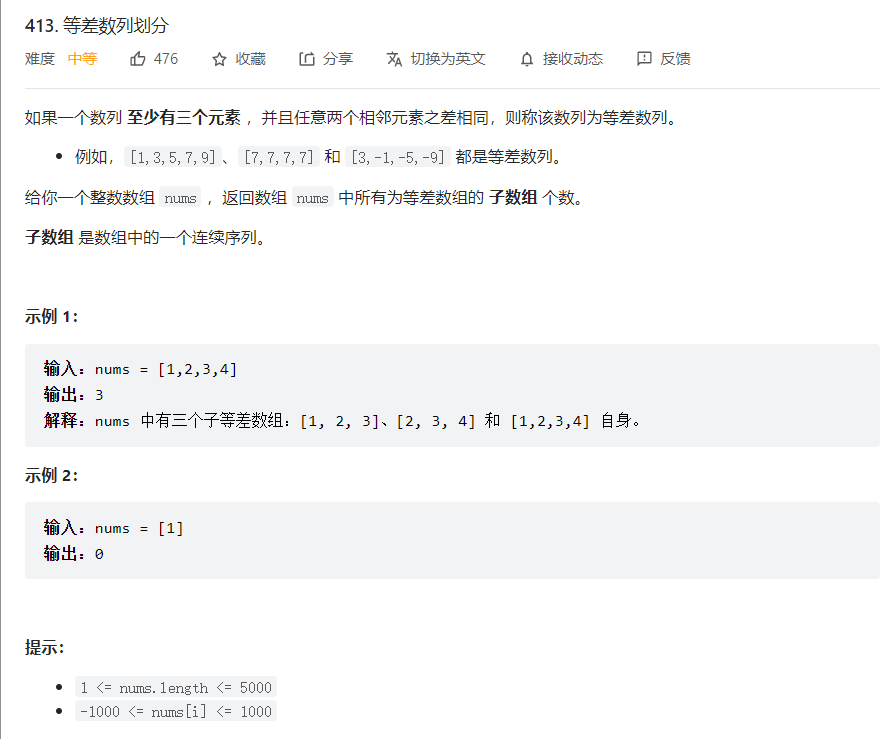 413. 等差数列划分
难度 中等 476 收藏 分享 切换为英文 接收动态 反馈
如果一个数列 至少有三个元素 ，并且任意两个相邻元素之差相同，则称该数列为等差数列。
• 例如，[1,3,5,7,9]、[7,7,7,7] 和 [3,-1,-5,-9] 都是等差数列。
给你一个整数数组 nums ，返回数组 nums 中所有为等差数组的 子数组 个数。
子数组 是数组中的一个连续序列。
示例 1：
输入：nums = [1,2,3,4]
输出：3
解释：nums 中有三个子等差数组：[1, 2, 3]、[2, 3, 4] 和 [1,2,3,4] 自身。
示例 2：
输入：nums = [1]
输出：0
提示：
• 1 <= nums.length <= 5000
• -1000 <= nums[i] <= 1000